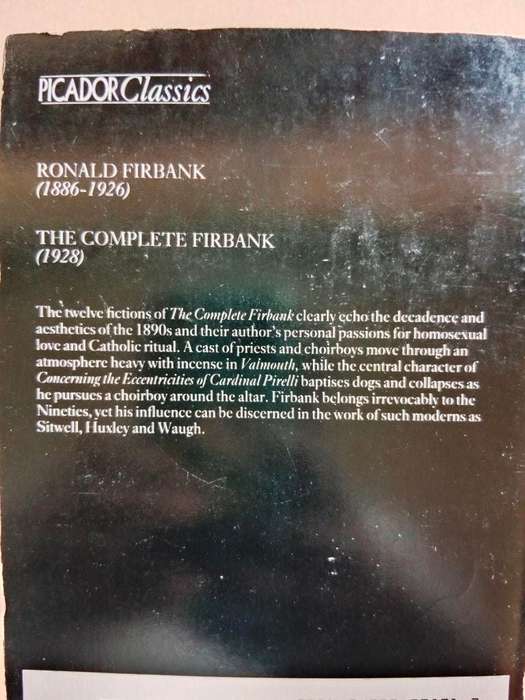 PICADOR Classics
RONALD FIRBANK
(1886-1926)
THE COMPLETE FIRBANK
(1928)
The twelve fictions of The Complete Firbank clearly echo the decadence and
aesthetics of the 1890s and their author's personal passions for homosexual
love and Catholic ritual. A cast of priests and choirboys move through an
atmosphere heavy with incense in Valmouth, while the central character of
Concerning the Eccentricities of Cardinal Pirelli baptises dogs and collapses as
he pursues a choirboy around the altar. Firbank belongs irrevocably to the
Nineties, yet his influence can be discerned in the work of such moderns as
Sitwell, Huxley and Waugh.